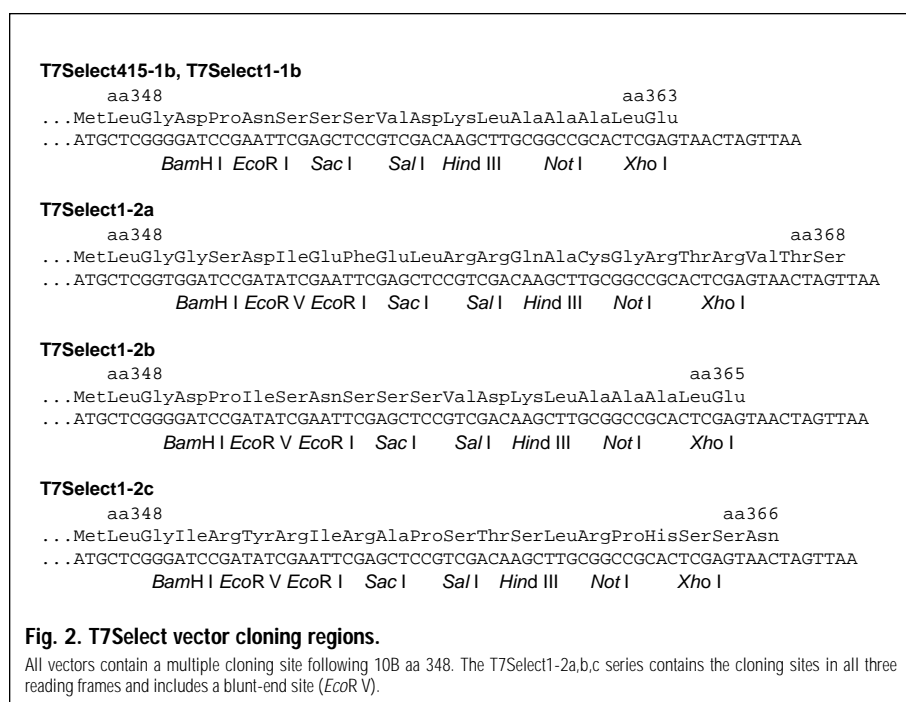 T7Select415-1b, T7Select1-1b
aa348 aa363
...MetLeuGlyAspProAsnSerSerSerValAspLysLeuAlaAlaAlaLeuGlu
...ATGCTCGGGGATCCGAATTCGAGCTCCGTCGACAAGCTTGCGGCCGCACTCGAGTAACTAGTTAA
BamH I EcoR I Sac I Sal I Hind III Not I Xho I
T7Select1-2a
aa348 aa368
...MetLeuGlyGlySerAspIleGluPheGluLeuArgArgGlnAlaCysGlyArgThrArgValThrSer
...ATGCTCGGTGGATCCGATATCGAATTCGAGCTCCGTCGACAAGCTTGCGGCCGCACTCGAGTAACTAGTTAA
BamH I EcoR V EcoR I Sac I Sal I Hind III Not I Xho I
T7Select1-2b
aa348 aa365
...MetLeuGlyAspProIleSerAsnSerSerSerValAspLysLeuAlaAlaAlaLeuGlu
...ATGCTCGGGGATCCGATATCGAATTCGAGCTCCGTCGACAAGCTTGCGGCCGCACTCGAGTAACTAGTTAA
BamH I EcoR V EcoR I Sac I Sal I Hind III Not I Xho I
T7Select1-2c
aa348 aa366
...MetLeuGlyIleArgTyrArgIleArgAlaProSerThrSerLeuArgProHisSerSerAsn
...ATGCTCGGGATCCGATATCGAATTCGAGCTCCGTCGACAAGCTTGCGGCCGCACTCGAGTAACTAGTTAA
BamH I EcoR V EcoR I Sac I Sal I Hind III Not I Xho I
Fig. 2. T7Select vector cloning regions.
All vectors contain a multiple cloning site following 10B aa 348. The T7Select1-2a,b,c series contains the cloning sites in all three
reading frames and includes a blunt-end site (EcoR V).